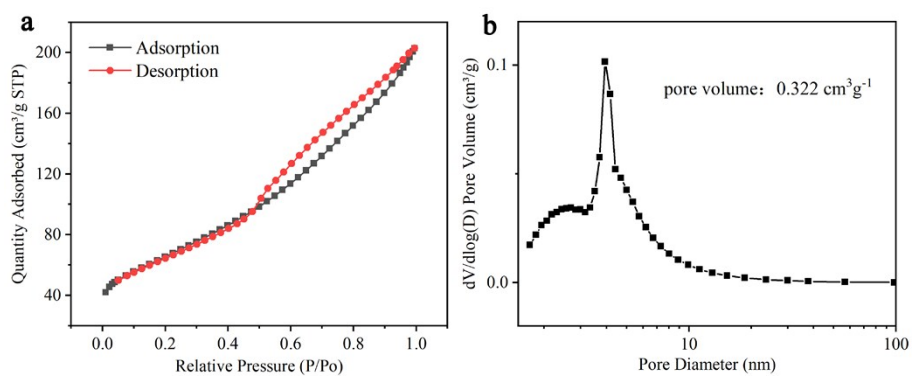 a
Quantity Adsorbed (cm³/g STP)
200
160
120
80
40
Adsorption
Desorption
0.0 0.2 0.4 0.6 0.8 1.0
Relative Pressure (P/Po)
b
dV/dlog(D) Pore Volume (cm³/g)
0.1
0.0
pore volume：0.322 cm³g⁻¹
10 100
Pore Diameter (nm)